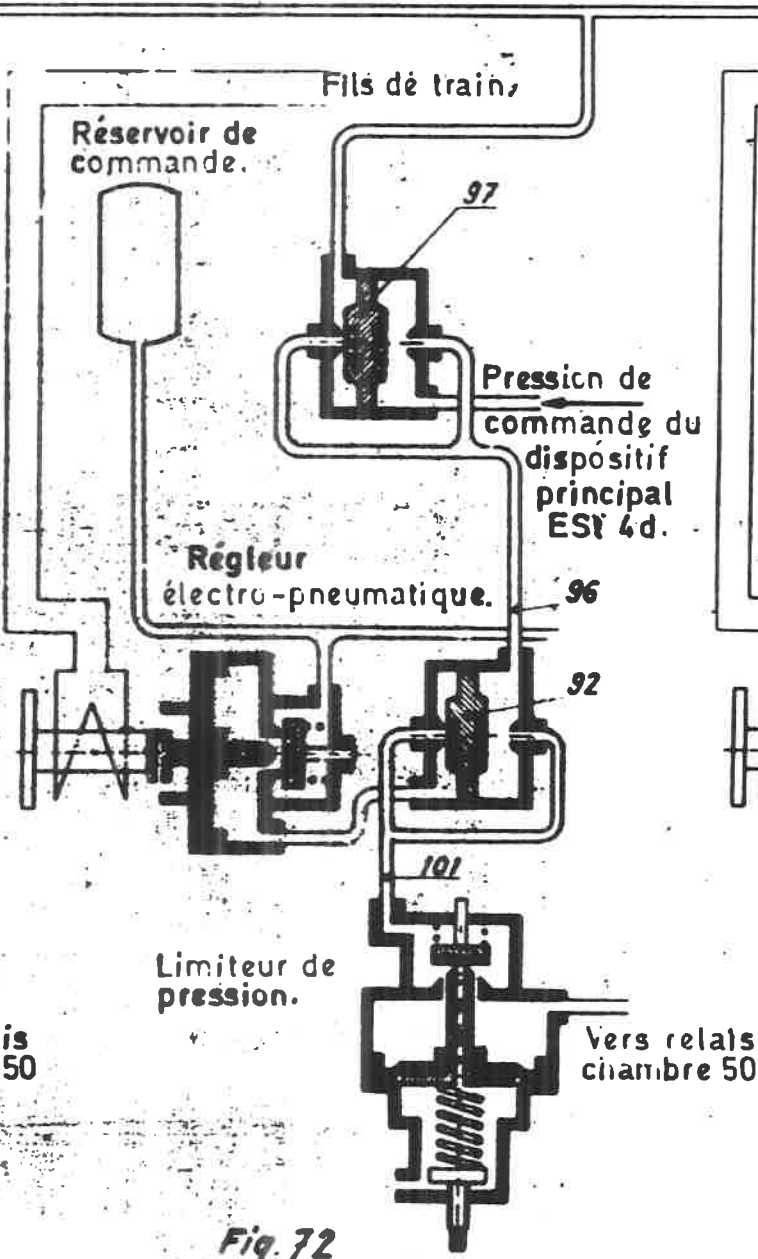 Fils de train,
Réservoir de
commande.
97
Pression de
commande du
dispositif
principal
EST 4d.
Régleur
électro-pneumatique.
96
92
101
Limiteur de
pression.
is
50
Vers relais
chambre 50
Fig. 72